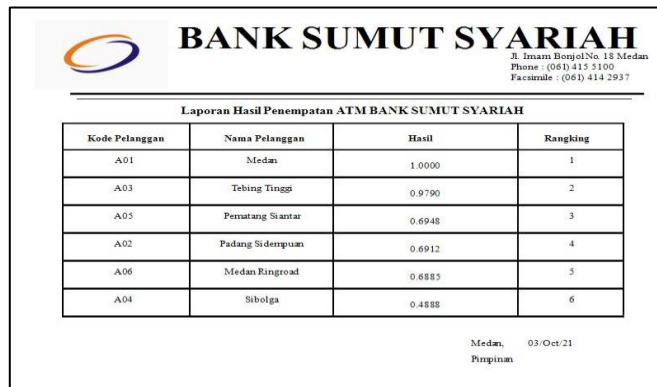 BANK SUMUT SYARIAH
Jl. Imam Bonjol No. 18 Medan
Phone : (061) 415 5100
Facsimile : (061) 414 2937
Laporan Hasil Penempatan ATM BANK SUMUT SYARIAH
Kode Pelanggan Nama Pelanggan Hasil Rangking
A01 Medan 1.0000 1
A03 Tebing Tinggi 0.9790 2
A05 Pematang Siantar 0.6948 3
A02 Padang Sidempuan 0.6912 4
A06 Medan Ringroad 0.6885 5
A04 Sibolga 0.4888 6
Medan, 03/Oct/21
Pimpinan